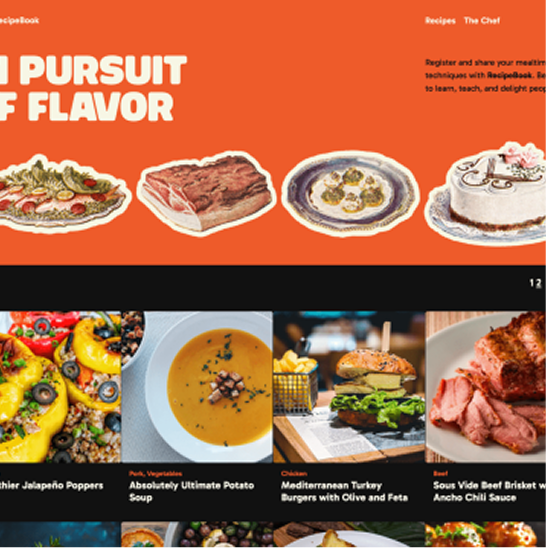 ecipeBook
Recipes The Chef
PURSUIT
F FLAVOR
Register and share your mealtim
techniques with RecipeBook. Be
to learn, teach, and delight peop
1 2
thier Jalapeño Poppers
Pork, Vegetables
Absolutely Ultimate Potato
Soup
Chicken
Mediterranean Turkey
Burgers with Olive and Feta
Beef
Sous Vide Beef Brisket w
Ancho Chili Sauce